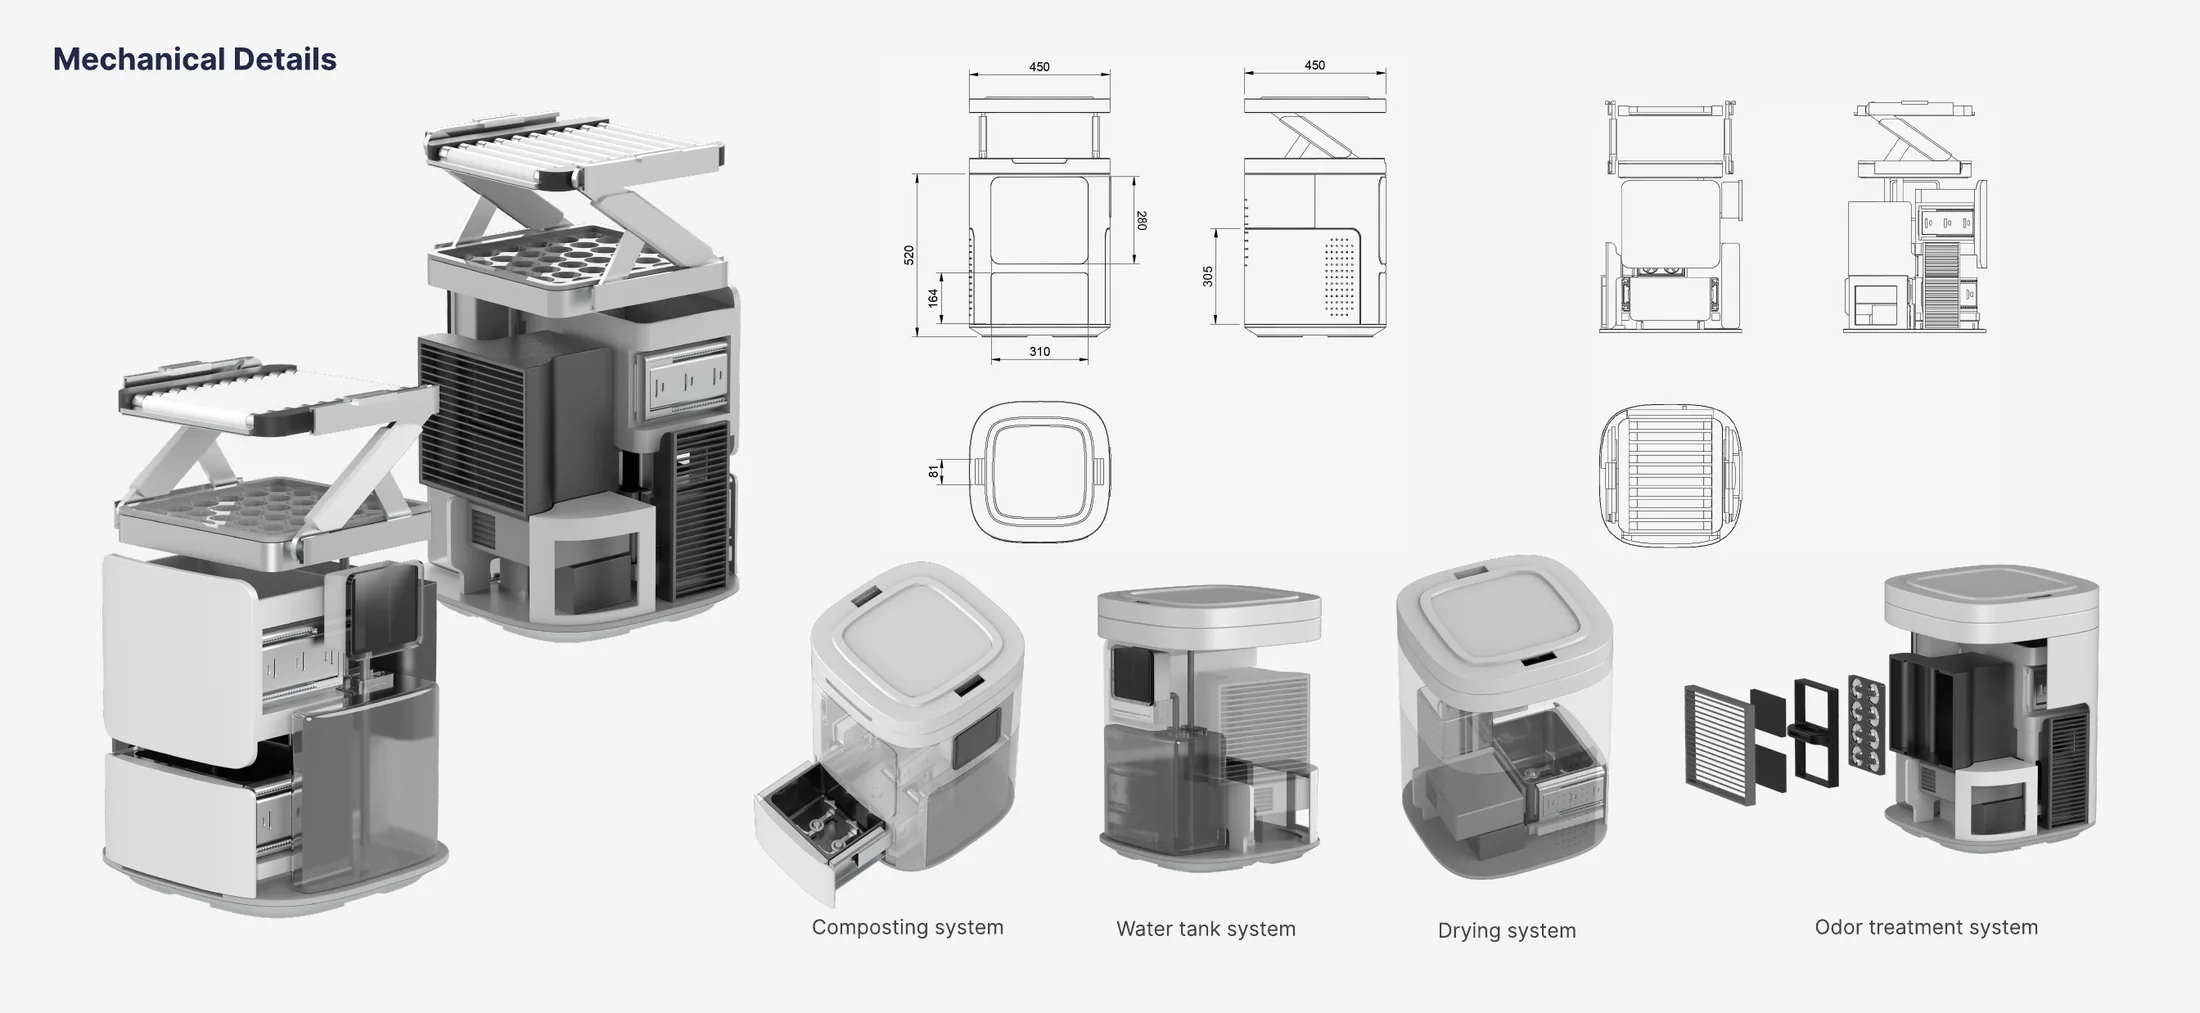 Mechanical Details
450
450
520
280
164
305
310
81
Composting system
Water tank system
Drying system
Odor treatment system